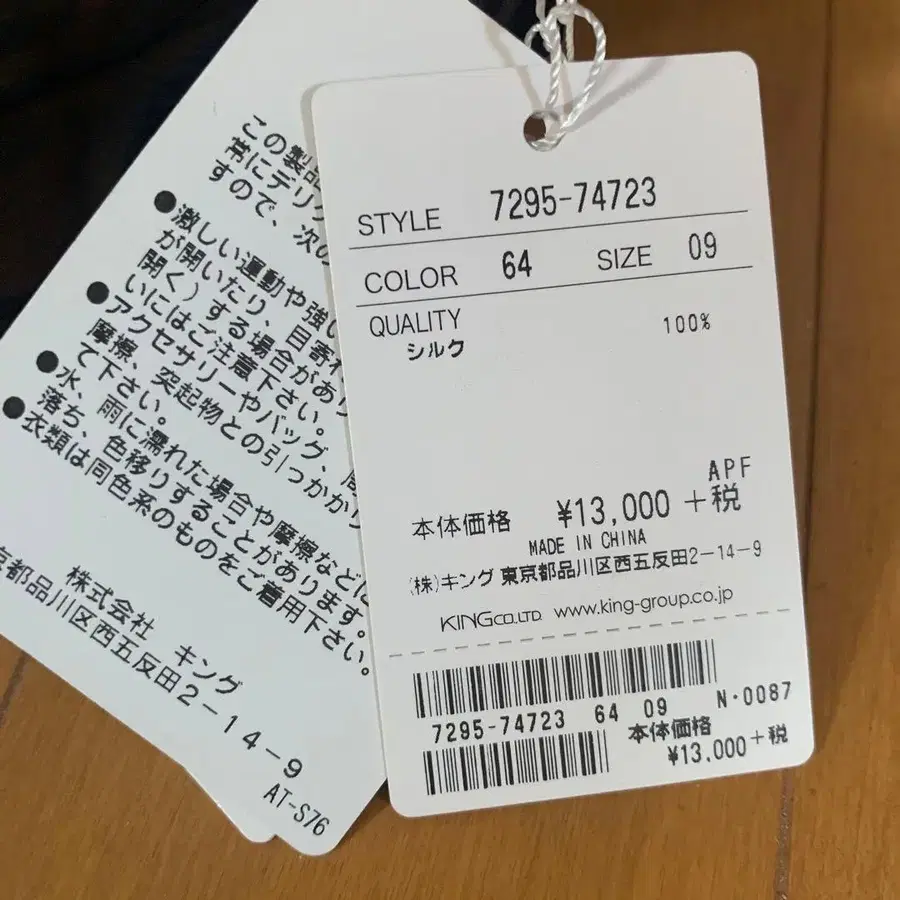 この製品
常にデリ
すので、次の
●激しい運動や強い
が開いたり、目寄れ
開く）する場合があり
いにはご注意下さい。
●アクセサリーやバッグ、
摩擦、突起物との引っかかり
て下さい。
●水、雨に濡れた場合や摩擦などに
落ち、色移りすることがあります。
●衣類は同色系のものをご着用下さい。
株式会社 キング
京都品川区西五反田2-14-9
AT-S76
STYLE 7295-74723
COLOR 64 SIZE 09
QUALITY
シルク 100%
APF
本体価格 ¥13,000 +税
MADE IN CHINA
(株)キング 東京都品川区西五反田2-14-9
KING CO.LTD. www.king-group.co.jp
7295-74723 64 09 N・0087
本体価格
¥13,000+税